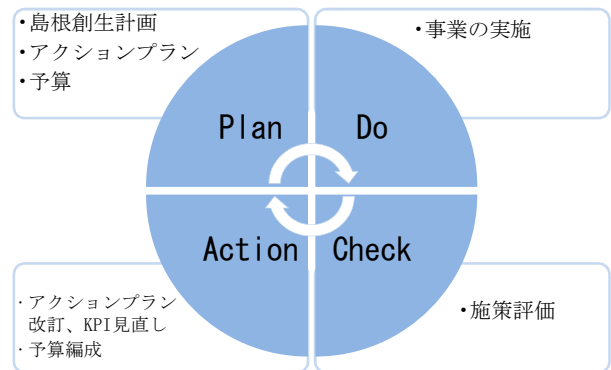 ・島根創生計画
・アクションプラン
・予算
・事業の実施
Plan
Do
Action
Check
・アクションプラン
改訂、KPI見直し
・予算編成
・施策評価